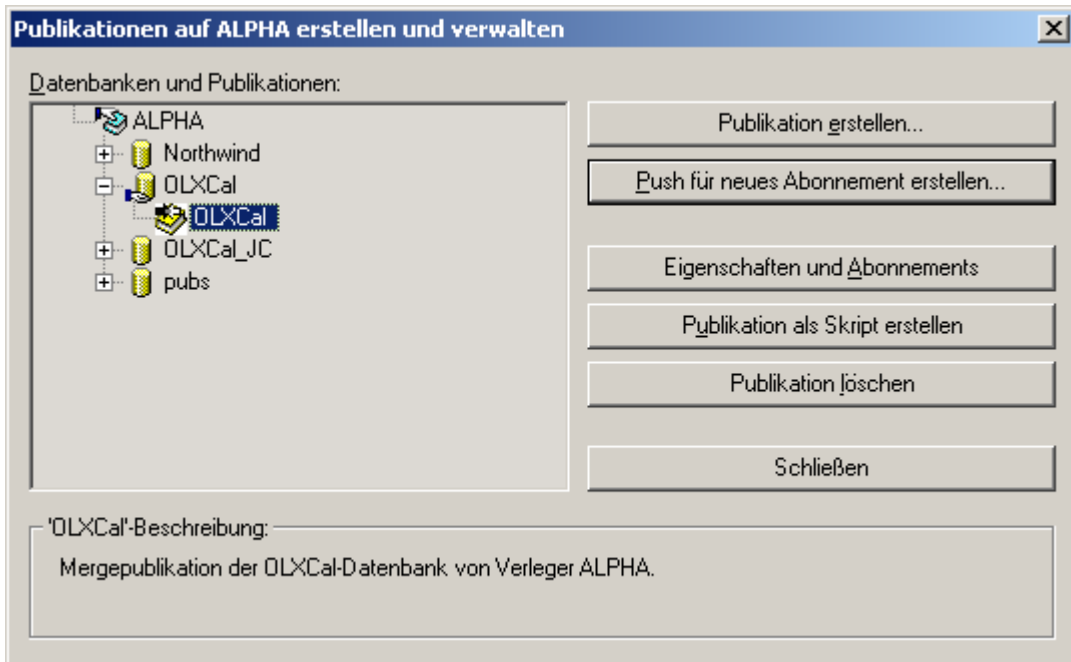 Publikationen auf ALPHA erstellen und verwalten
Datenbanken und Publikationen:
ALPHA
Northwind
OLXCal
OLXCal
OLXCal_JC
pubs
Publikation erstellen...
Push für neues Abonnement erstellen...
Eigenschaften und Abonnements
Publikation als Skript erstellen
Publikation löschen
Schließen
'OLXCal'-Beschreibung:
Mergepublikation der OLXCal-Datenbank von Verleger ALPHA.